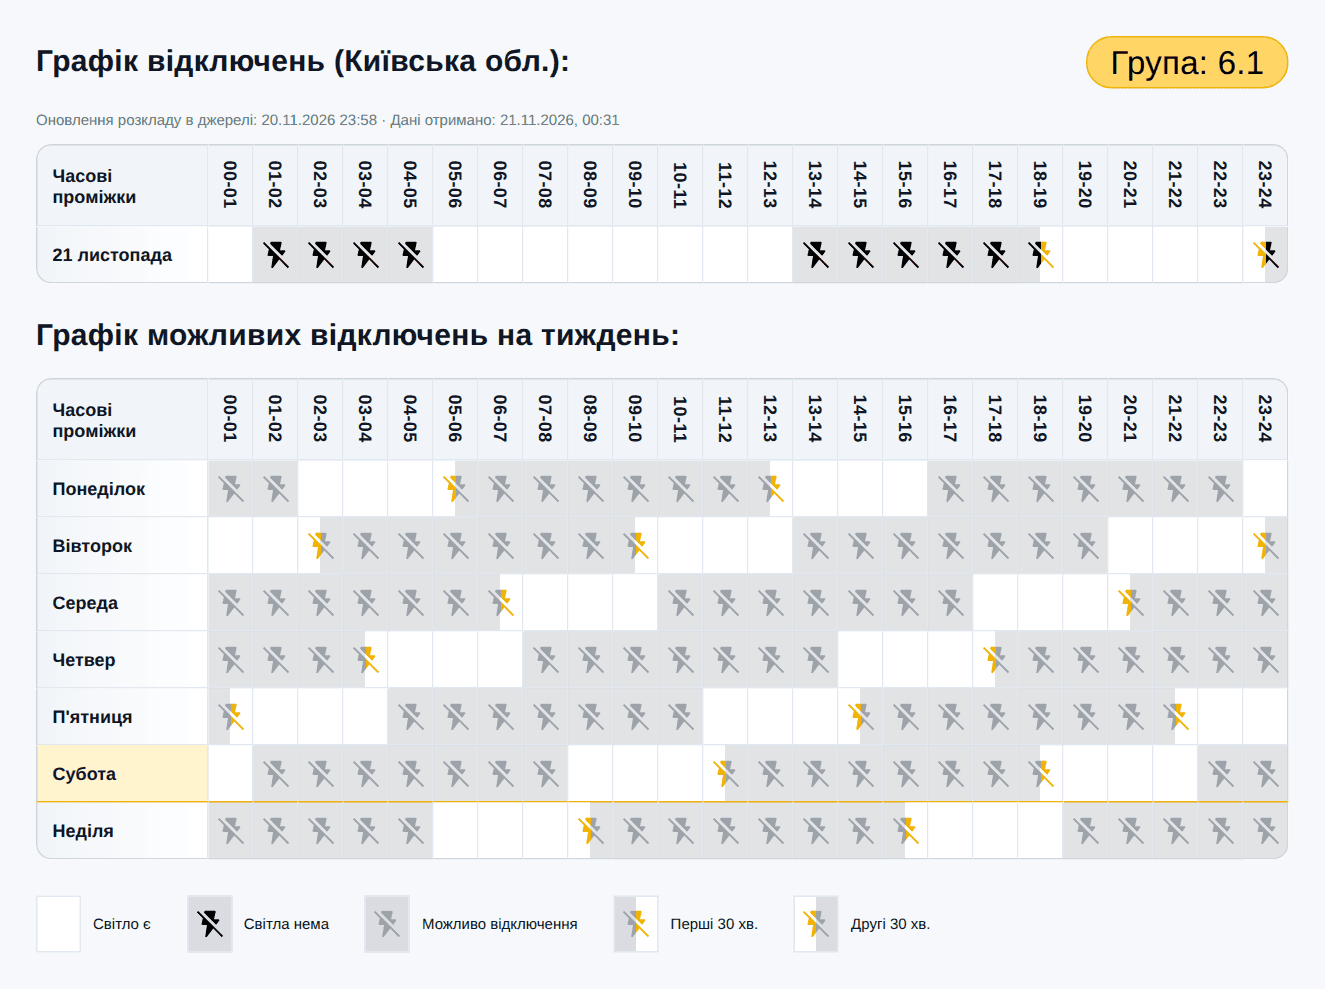 Графік відключень (Київська обл.):
Група: 6.1
Оновлення розкладу в джерелі: 20.11.2026 23:58 · Дані отримано: 21.11.2026, 00:31
Часові проміжки 00-01 01-02 02-03 03-04 04-05 05-06 06-07 07-08 08-09 09-10 10-11 11-12 12-13 13-14 14-15 15-16 16-17 17-18 18-19 19-20 20-21 21-22 22-23 23-24
21 листопада
Графік можливих відключень на тиждень:
Часові проміжки 00-01 01-02 02-03 03-04 04-05 05-06 06-07 07-08 08-09 09-10 10-11 11-12 12-13 13-14 14-15 15-16 16-17 17-18 18-19 19-20 20-21 21-22 22-23 23-24
Понеділок
Вівторок
Середа
Четвер
П'ятниця
Субота
Неділя
Світло є Світла нема Можливо відключення Перші 30 хв. Другі 30 хв.